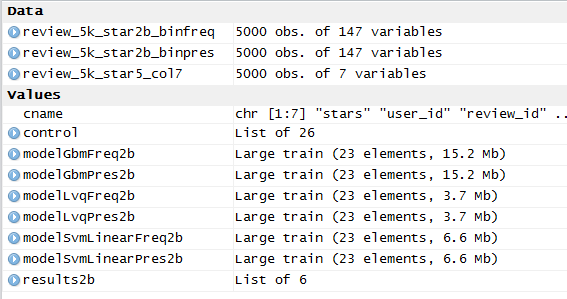 Data
review_5k_star2b_binfreq 5000 obs. of 147 variables
review_5k_star2b_binpres 5000 obs. of 147 variables
review_5k_star5_col7 5000 obs. of 7 variables
Values
cname chr [1:7] "stars" "user_id" "review_id" ..
control List of 26
modelGbmFreq2b Large train (23 elements, 15.2 Mb)
modelGbmPres2b Large train (23 elements, 15.2 Mb)
modelLvqFreq2b Large train (23 elements, 3.7 Mb)
modelLvqPres2b Large train (23 elements, 3.7 Mb)
modelSvmLinearFreq2b Large train (23 elements, 6.6 Mb)
modelSvmLinearPres2b Large train (23 elements, 6.6 Mb)
results2b List of 6